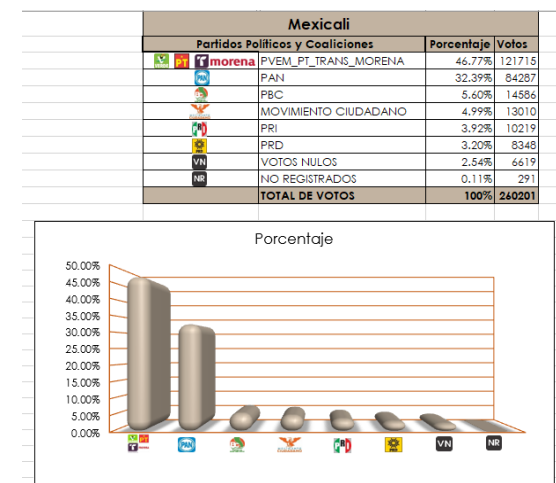 Mexicali
Partidos Políticos y Coaliciones Porcentaje Votos
morena PVEM_PT_TRANS_MORENA 46.77% 121715
PAN PAN 32.39% 84287
PBC 5.60% 14586
MOVIMIENTO CIUDADANO 4.99% 13010
PRI PRI 3.92% 10219
PRD PRD 3.20% 8348
VN VOTOS NULOS 2.54% 6619
NR NO REGISTRADOS 0.11% 291
TOTAL DE VOTOS 100% 260201
Porcentaje
50.00%
45.00%
40.00%
35.00%
30.00%
25.00%
20.00%
15.00%
10.00%
5.00%
0.00%
PT PAN PRI PRD VN NR